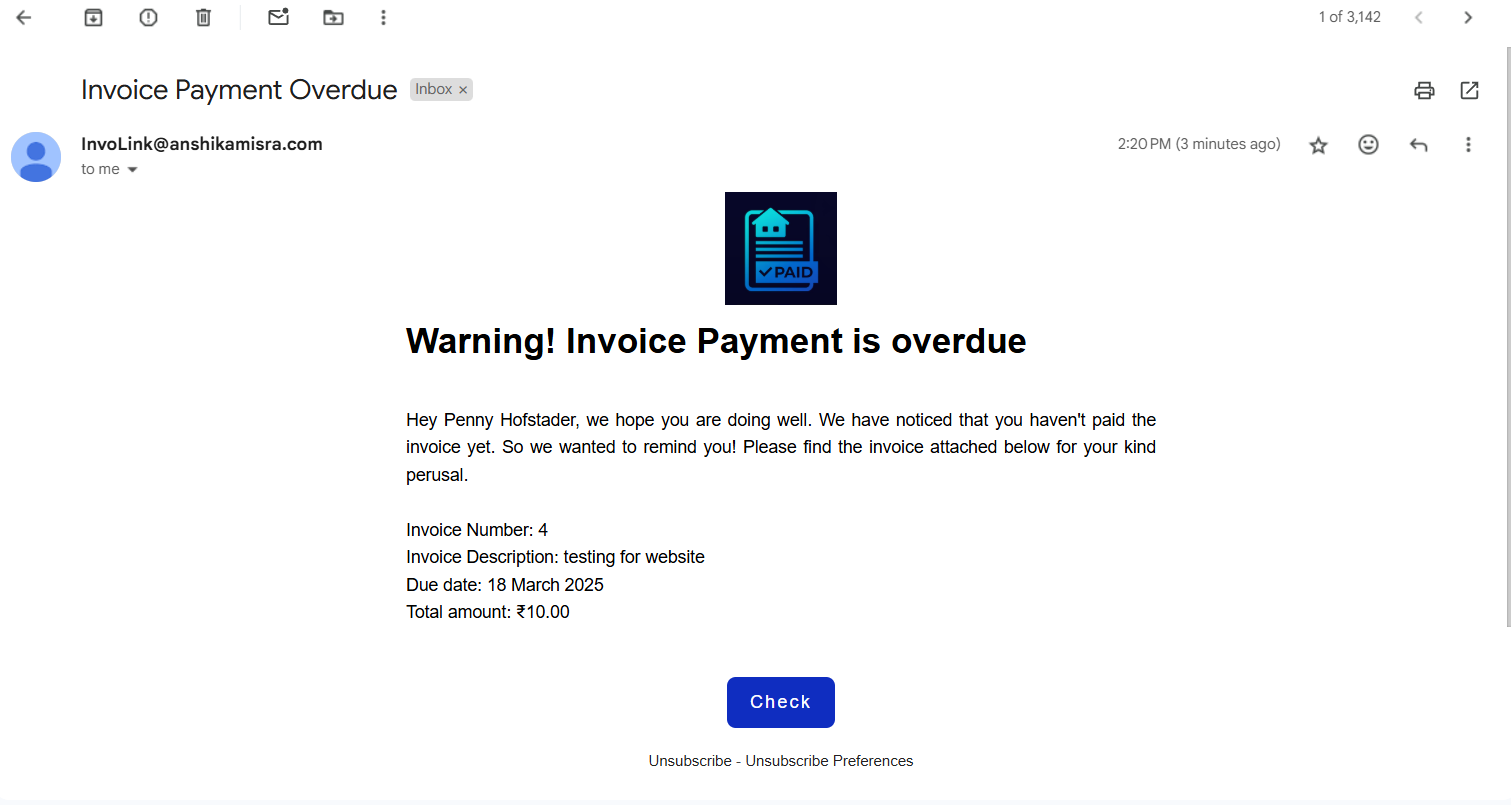 1 of 3,142
Invoice Payment Overdue Inbox ×
InvoLink@anshikamisra.com 2:20 PM (3 minutes ago)
to me
PAID
Warning! Invoice Payment is overdue
Hey Penny Hofstader, we hope you are doing well. We have noticed that you haven't paid the
invoice yet. So we wanted to remind you! Please find the invoice attached below for your kind
perusal.
Invoice Number: 4
Invoice Description: testing for website
Due date: 18 March 2025
Total amount: ₹10.00
Check
Unsubscribe - Unsubscribe Preferences